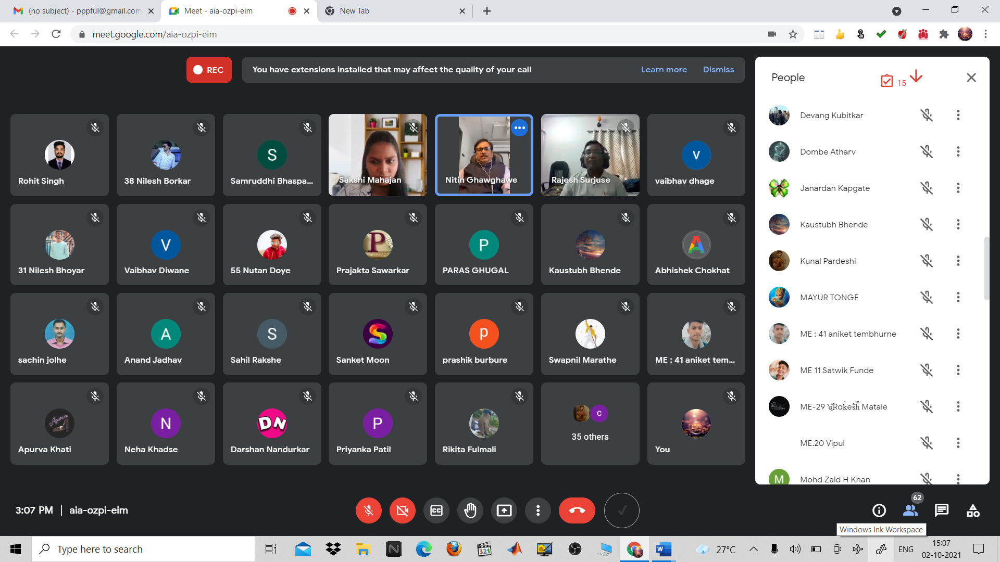 (no subject) - pppful@gmail.com
Meet - aia-ozpi-eim
New Tab
meet.google.com/aia-ozpi-eim
REC
You have extensions installed that may affect the quality of your call
Learn more
Dismiss
People
15
Rohit Singh
38 Nilesh Borkar
S
Samruddhi Bhaspa...
Sakshi Mahajan
Nitin Ghawghawe
Rajesh Surjuse
v
vaibhav dhage
31 Nilesh Bhoyar
V
Vaibhav Diwane
55 Nutan Doye
P
Prajakta Sawarkar
P
PARAS GHUGAL
Kaustubh Bhende
A
Abhishek Chokhat
sachin jolhe
A
Anand Jadhav
S
Sahil Rakshe
S
Sanket Moon
p
prashik burbure
Swapnil Marathe
ME : 41 aniket tem...
Apurva
Apurva Khati
N
Neha Khadse
DN
Darshan Nandurkar
P
Priyanka Patil
Rikita Fulmali
c
35 others
You
Devang Kubitkar
Dombe Atharv
Janardan Kapgate
Kaustubh Bhende
Kunal Pardeshi
MAYUR TONGE
ME : 41 aniket tembhurne
ME 11 Satwik Funde
ME-29 Rakesh Matale
ME.20 Vipul
M
Mohd Zaid H Khan
3:07 PM | aia-ozpi-eim
62
Windows Ink Workspace
Type here to search
N
321
W
27°C
ENG
15:07
02-10-2021